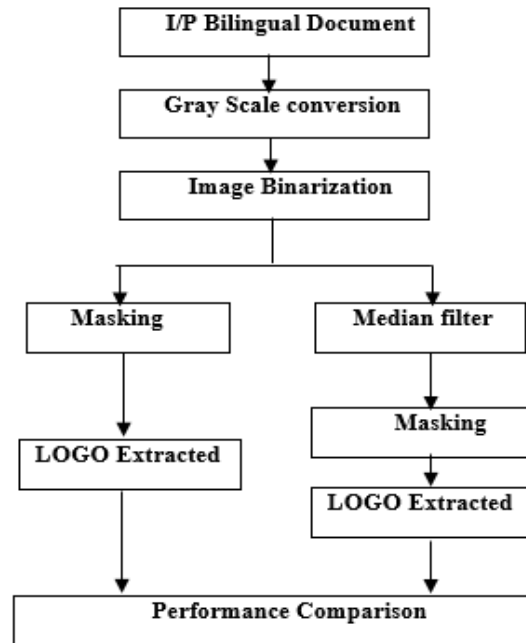 I/P Bilingual Document
Gray Scale conversion
Image Binarization
Masking
Median filter
Masking
LOGO Extracted
LOGO Extracted
Performance Comparison